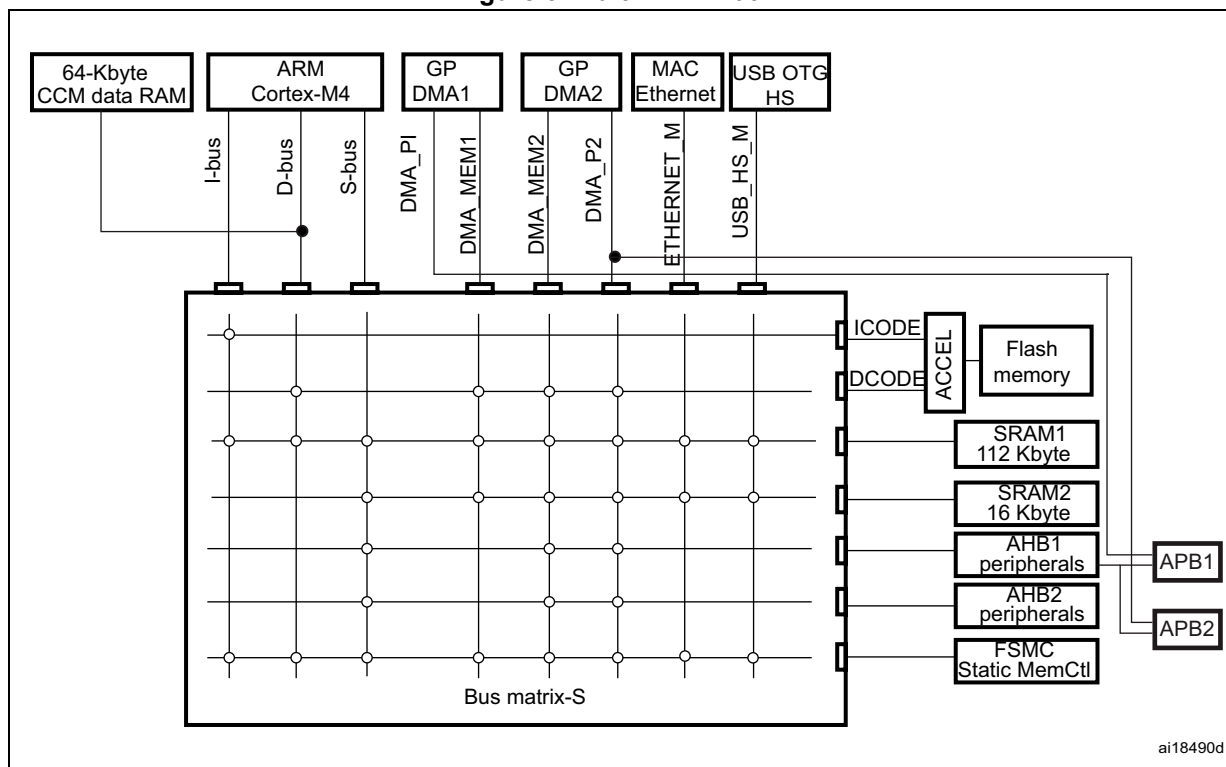 64-Kbyte
CCM data RAM
ARM
Cortex-M4
GP
DMA1
GP
DMA2
MAC
Ethernet
USB OTG
HS
I-bus
D-bus
S-bus
DMA_PI
DMA_MEM1
DMA_MEM2
DMA_P2
ETHERNET_M
USB_HS_M
ICODE
DCODE
ACCEL
Flash
memory
SRAM1
112 Kbyte
SRAM2
16 Kbyte
AHB1
peripherals
AHB2
peripherals
FSMC
Static MemCtl
APB1
APB2
Bus matrix-S
ai18490d